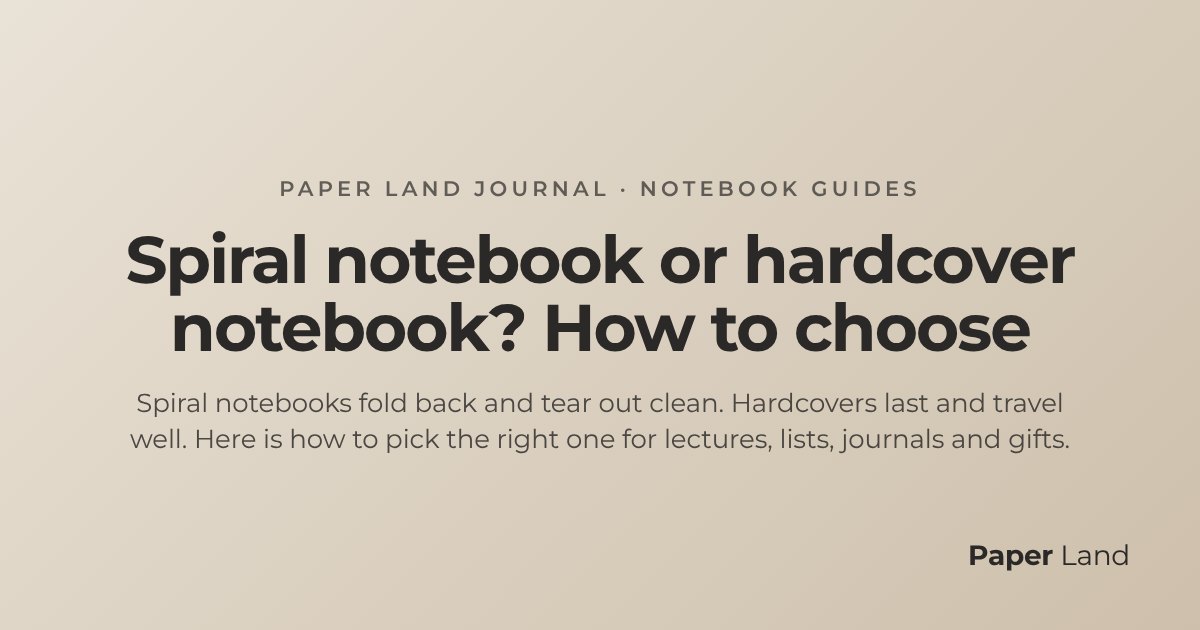 PAPER LAND JOURNAL · NOTEBOOK GUIDES
Spiral notebook or hardcover
notebook? How to choose
Spiral notebooks fold back and tear out clean. Hardcovers last and travel
well. Here is how to pick the right one for lectures, lists, journals and gifts.
Paper Land